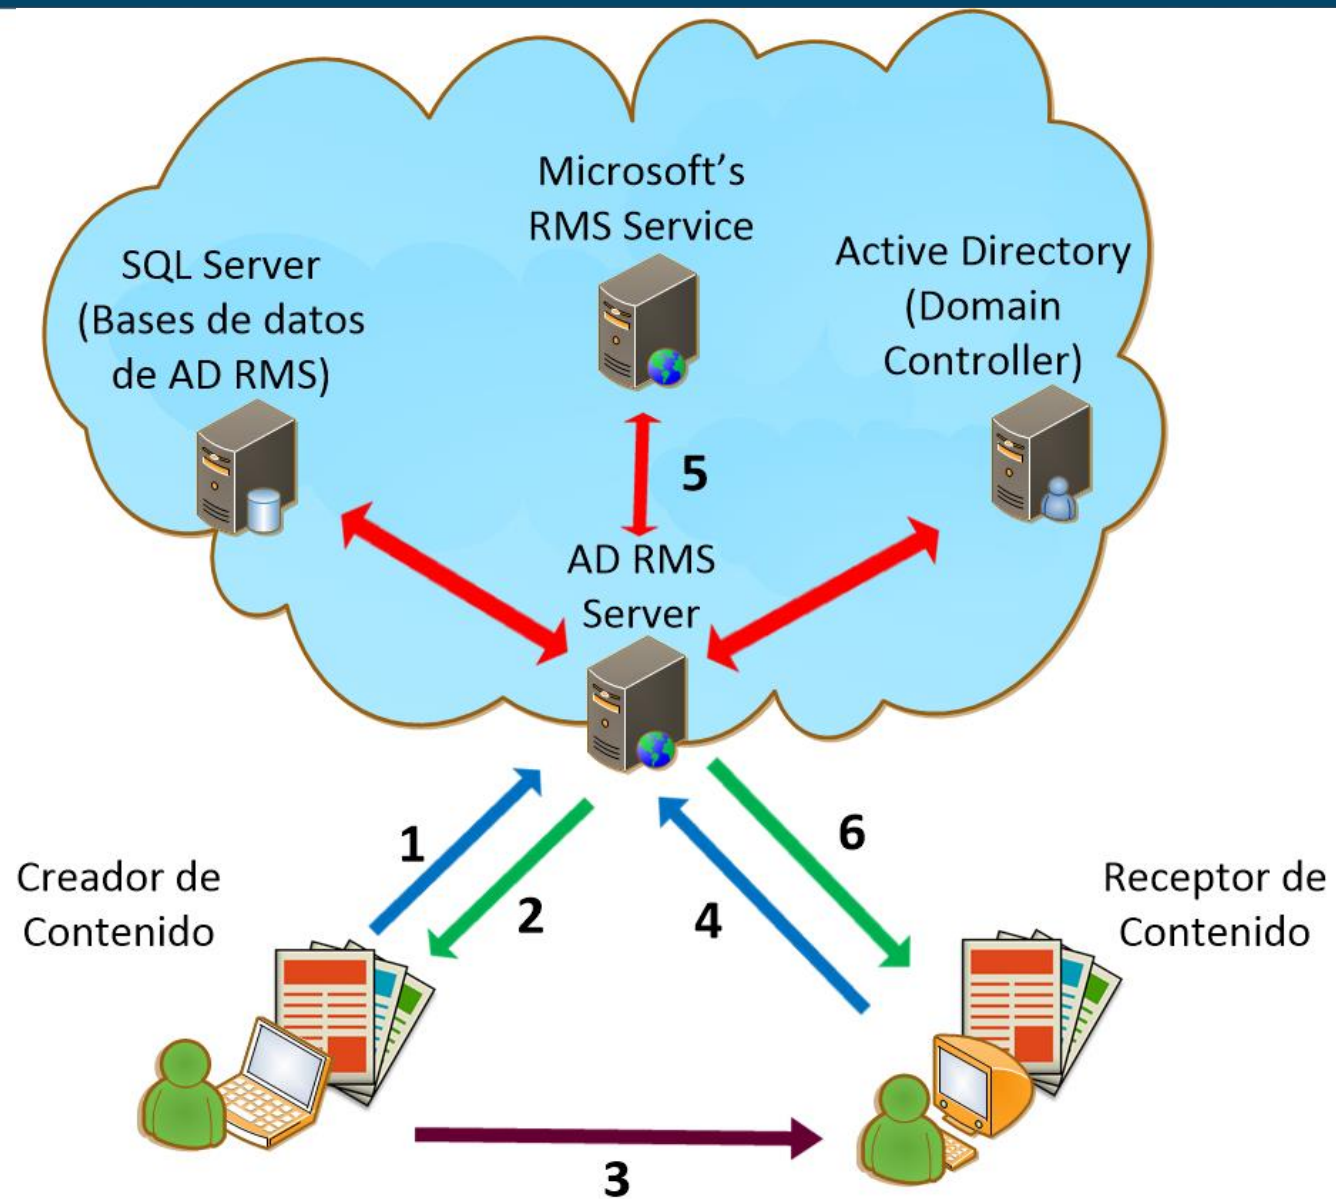 Microsoft’s
RMS Service
SQL Server
(Bases de datos
de AD RMS)
Active Directory
(Domain
Controller)
5
AD RMS
Server
1
2
6
4
Creador de
Contenido
Receptor de
Contenido
3